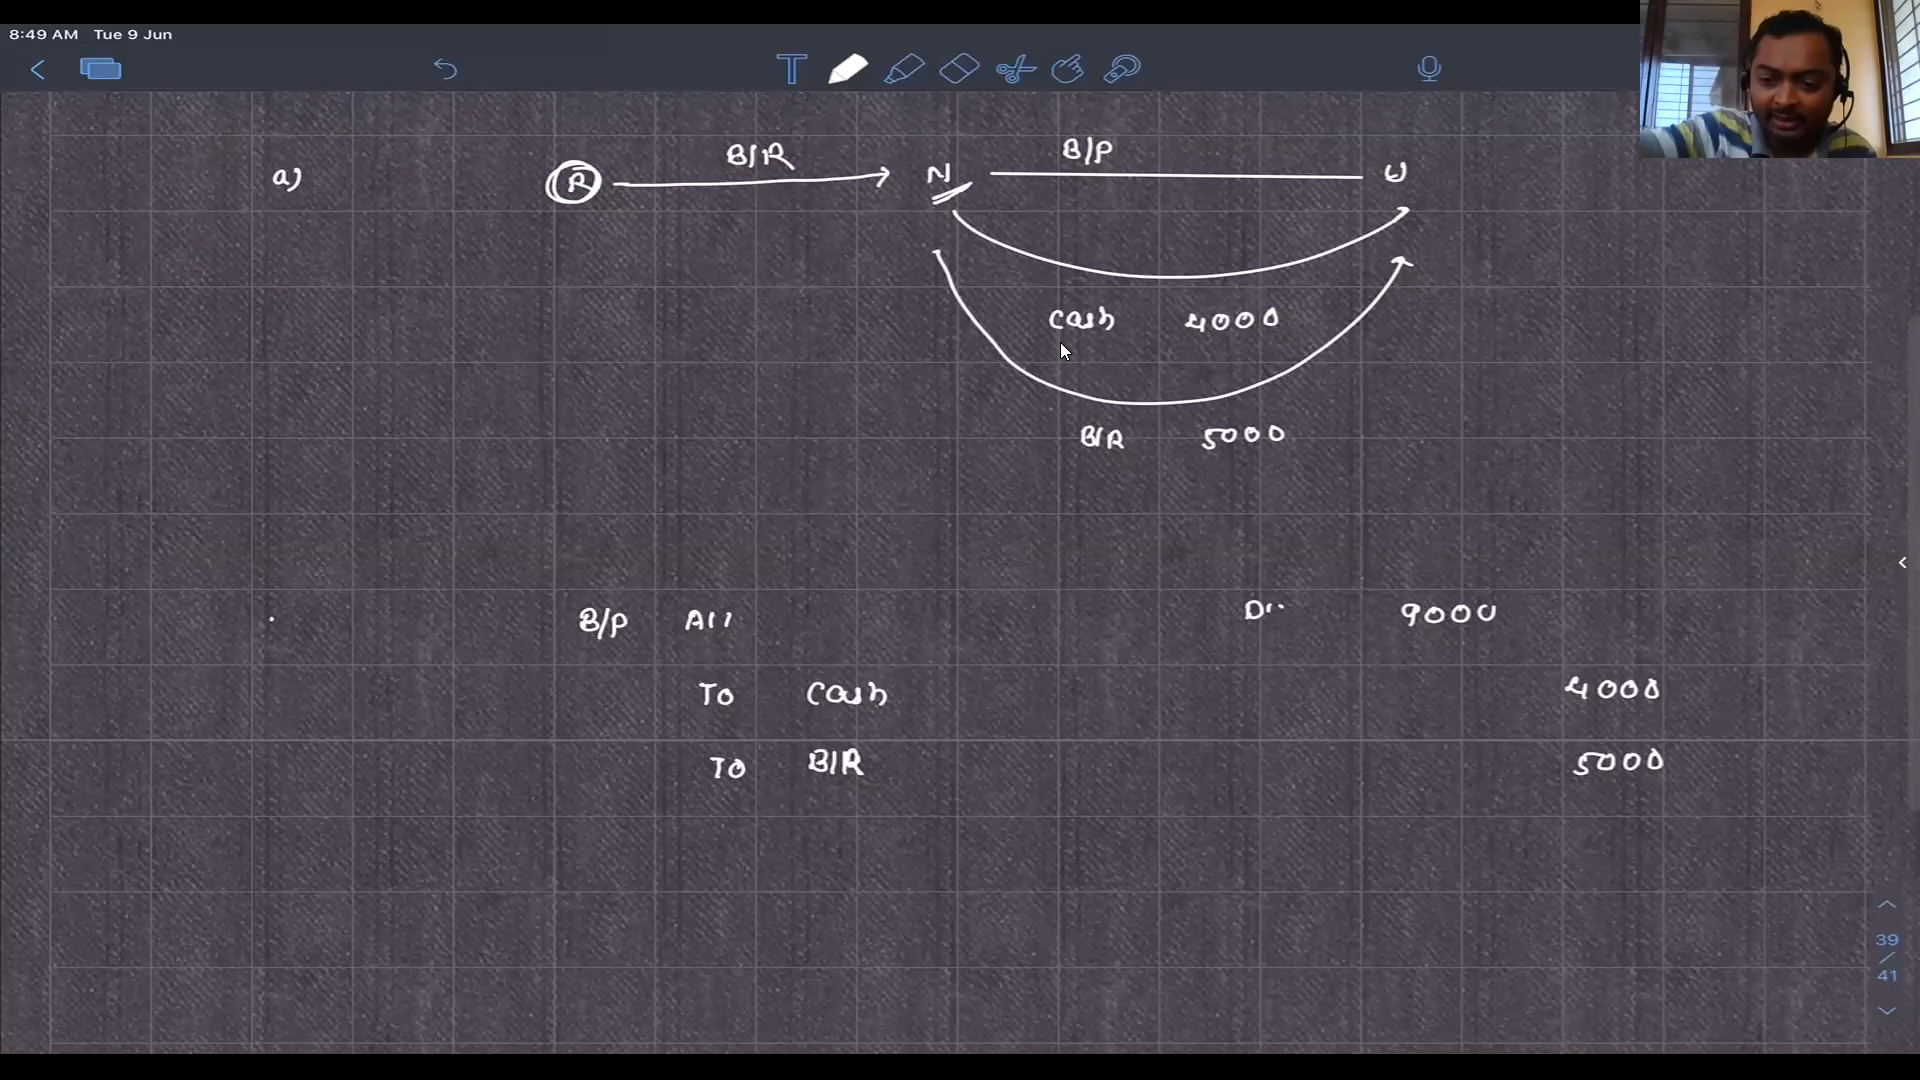 8:49 AM Tue 9 Jun
a) R B/R N B/P U
Cash 4000
B/R 5000
B/P A/c Dr. 9000
To Cash 4000
To B/R 5000
39
/
41